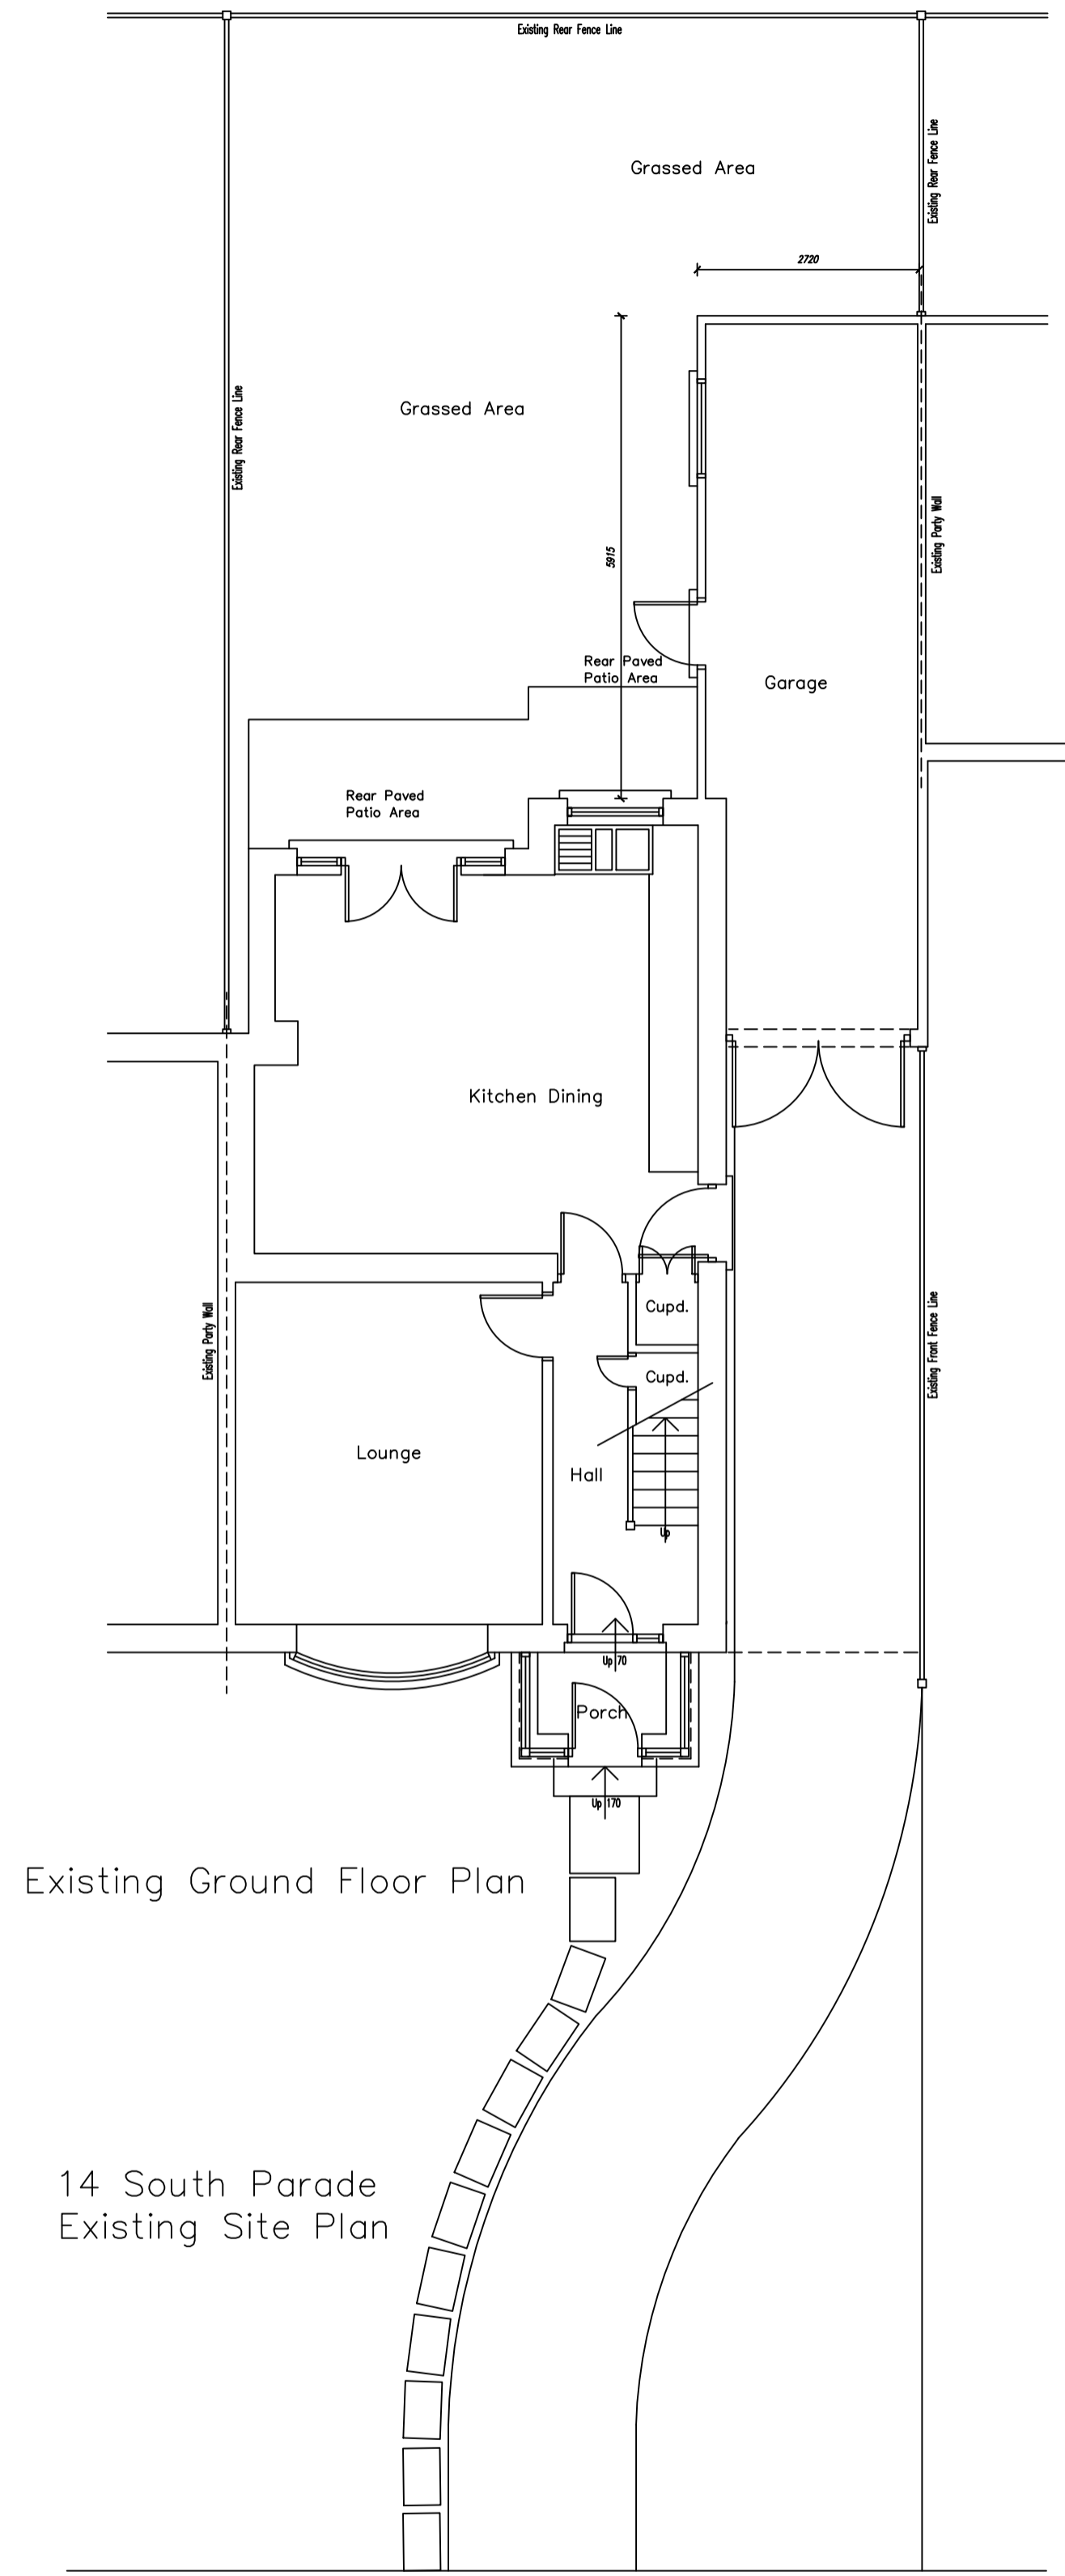 Existing Rear Fence Line
Existing Rear Fence Line
Grassed Area
2720
Grassed Area
Existing Rear Fence Line
5915
Existing Party Wall
Rear Paved
Patio Area
Garage
Rear Paved
Patio Area
Kitchen Dining
Cupd.
Existing Party Wall
Existing Front Fence Line
Cupd.
Lounge
Hall
Up
Up 70
Porch
Up 170
Existing Ground Floor Plan
14 South Parade
Existing Site Plan